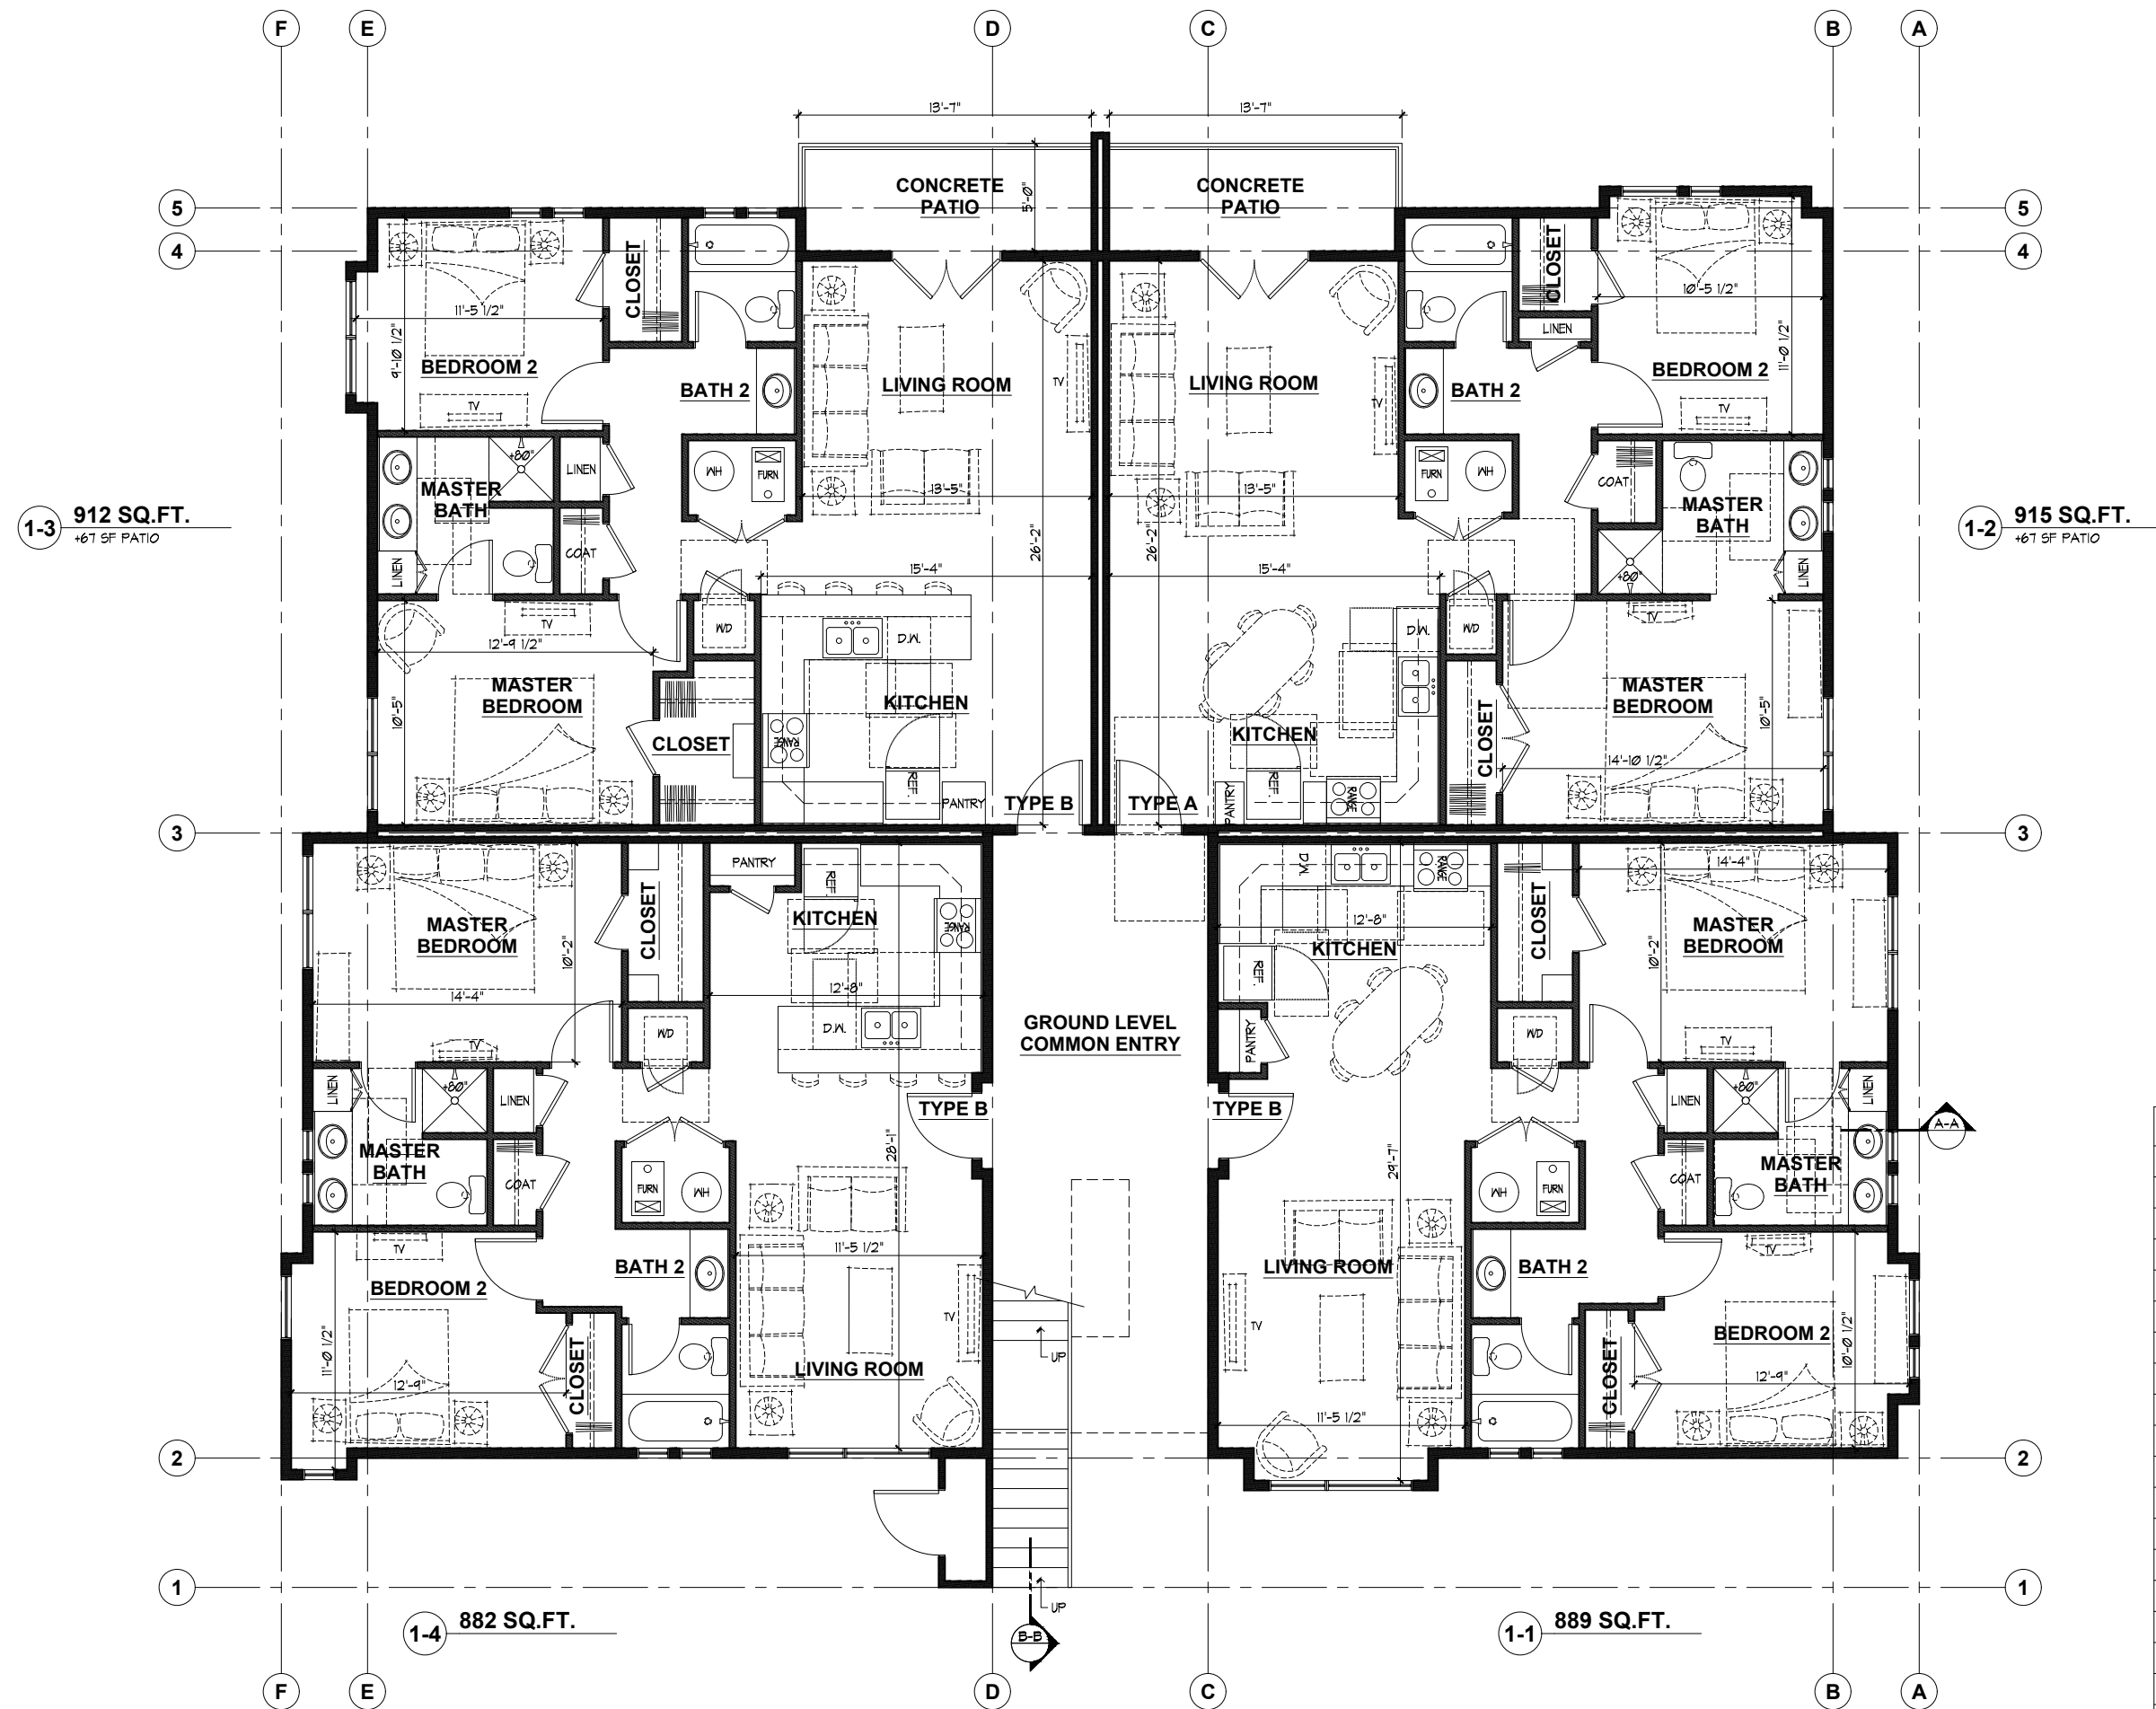 F
E
D
C
B
A
13'-7"
13'-7"
5
CONCRETE
PATIO
5'-0"
CONCRETE
PATIO
5
4
CLOSET
CLOSET
4
11'-5 1/2"
10'-5 1/2"
9'-10 1/2"
BEDROOM 2
LINEN
BEDROOM 2
11'-0 1/2"
BATH 2
LIVING ROOM
TV
LIVING ROOM
TV
BATH 2
TV
TV
+80"
LINEN
WH
FURN
FURN
WH
COAT
MASTER
BATH
13'-5"
13'-5"
MASTER
BATH
1-3
912 SQ.FT.
+67 SF PATIO
1-2
915 SQ.FT.
+67 SF PATIO
COAT
26'-2"
26'-2"
LINEN
15'-4"
15'-4"
+80"
LINEN
TV
W/D
D.W.
D.W.
W/D
TV
12'-9 1/2"
10'-5"
MASTER
BEDROOM
MASTER
BEDROOM
10'-5"
KITCHEN
CLOSET
RANGE
KITCHEN
CLOSET
14'-10 1/2"
REF.
PANTRY
TYPE B
TYPE A
PANTRY
REF.
RANGE
3
3
PANTRY
REF.
D.W.
RANGE
14'-4"
CLOSET
CLOSET
MASTER
BEDROOM
10'-2"
KITCHEN
RANGE
12'-8"
KITCHEN
10'-2"
MASTER
BEDROOM
REF.
14'-4"
12'-8"
TV
W/D
D.W.
GROUND LEVEL
COMMON ENTRY
PANTRY
W/D
TV
LINEN
+80"
LINEN
TYPE B
TYPE B
LINEN
+80"
LINEN
A-A
MASTER
BATH
28'-1"
29'-7"
MASTER
BATH
COAT
FURN
WH
WH
FURN
COAT
TV
11'-5 1/2"
TV
BEDROOM 2
BATH 2
LIVING ROOM
BATH 2
TV
TV
11'-0 1/2"
CLOSET
UP
CLOSET
BEDROOM 2
10'-0 1/2"
12'-9"
LIVING ROOM
12'-9"
11'-5 1/2"
2
2
1
1
UP
1-4
882 SQ.FT.
B-B
1-1
889 SQ.FT.
F
E
D
C
B
A